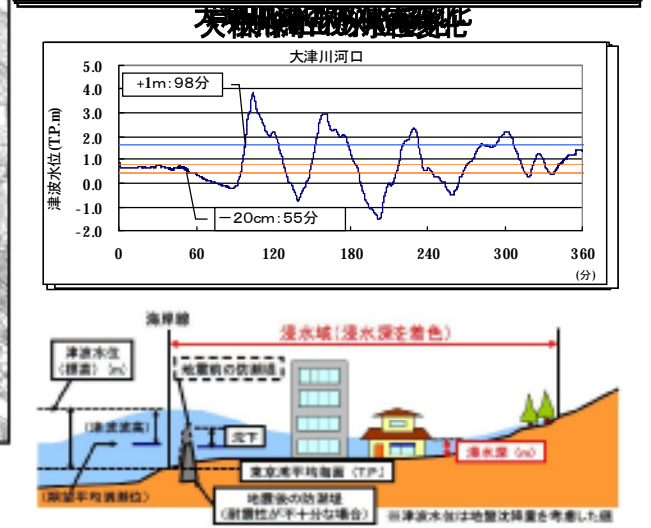 大津川河口
津波水位(T.P.m)
5.0
4.0
3.0
2.0
1.0
0.0
-1.0
-2.0
+1m:98分
-20cm:55分
0
60
120
180
240
300
360
(分)
海岸線
浸水域(浸水深を着色)
津波水位
(標高) (m)
地震前の防潮堤
(津波波高)
沈下
浸水深 (m)
東京湾平均海面 (T.P.)
(期望平均満潮位)
地震後の防潮堤
(耐震性が不十分な場合)
※津波水位は地盤沈降量を考慮した値